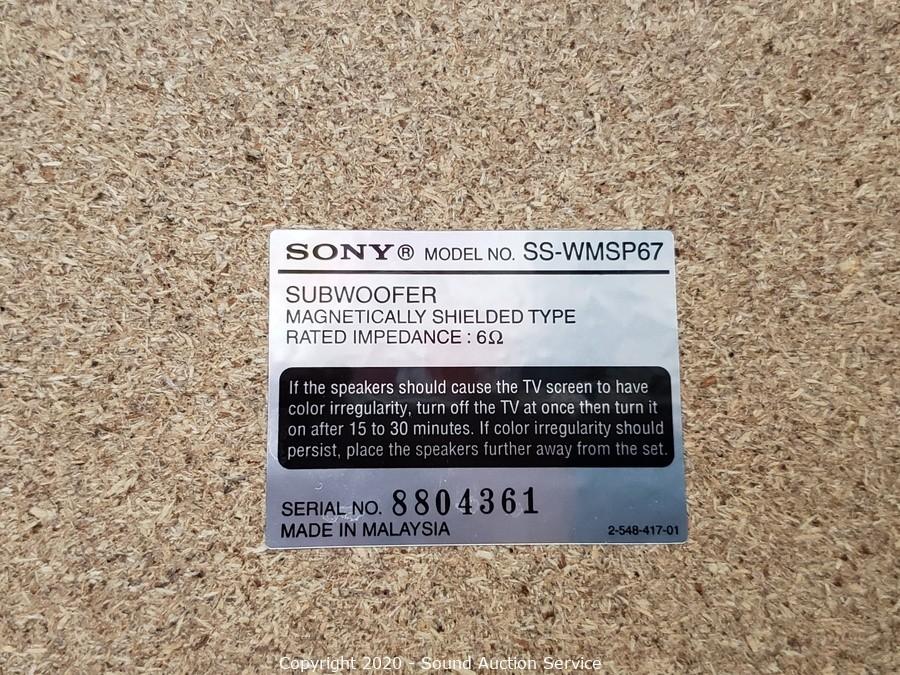 SONY® MODEL NO. SS-WMSP67
SUBWOOFER
MAGNETICALLY SHIELDED TYPE
RATED IMPEDANCE : 6Ω
If the speakers should cause the TV screen to have
color irregularity, turn off the TV at once then turn it
on after 15 to 30 minutes. If color irregularity should
persist, place the speakers further away from the set.
SERIAL NO. 8804361
MADE IN MALAYSIA 2-548-417-01
Copyright 2020 - Sound Auction Service